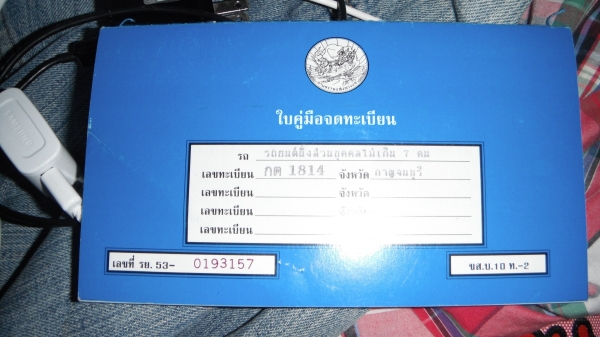 ใบคู่มือจดทะเบียน
รถ รถยนต์นั่งส่วนบุคคลไม่เกิน 7 คน
เลขทะเบียน กต 1814 จังหวัด กาญจนบุรี
เลขทะเบียน จังหวัด
เลขทะเบียน
เลขทะเบียน
เลขที่ รย. 53- 0193157
ขส.บ.10 ท.-2